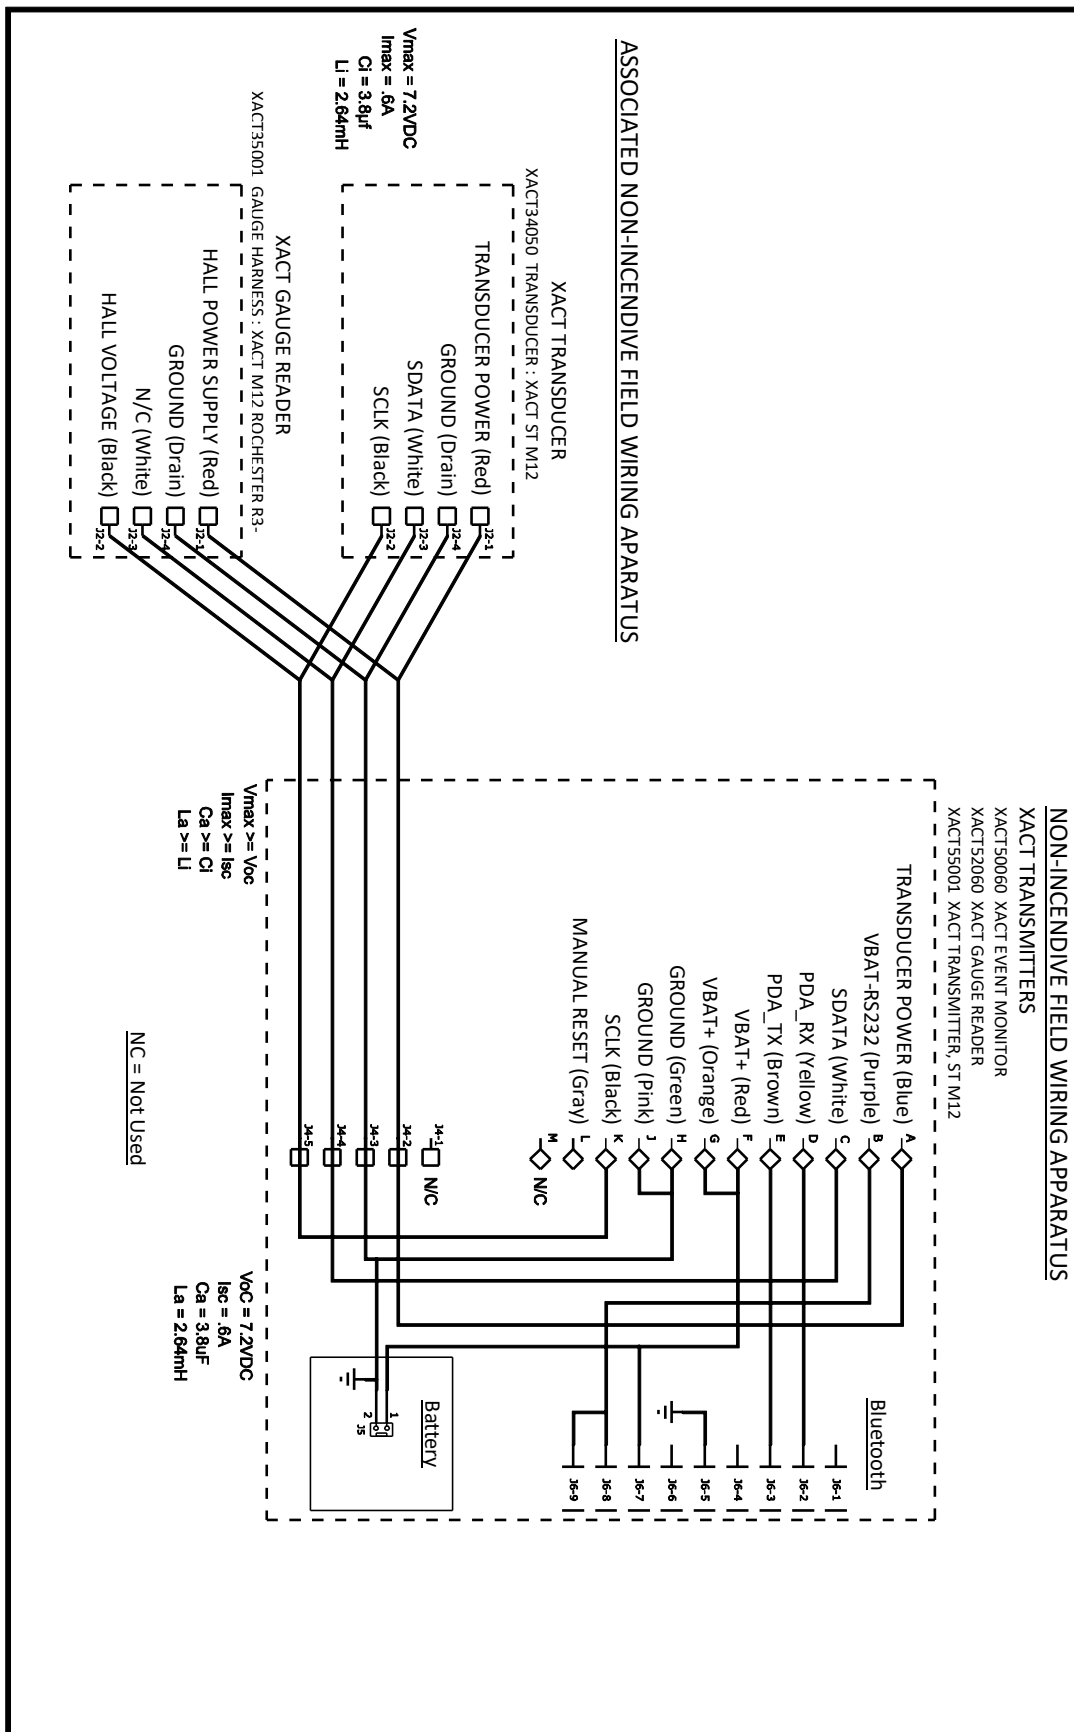 NON-INCENDIVE FIELD WIRING APPARATUS
XACT TRANSMITTERS
XACT50060 XACT EVENT MONITOR
XACT52060 XACT GAUGE READER
XACT55001 XACT TRANSMITTER, ST M12
ASSOCIATED NON-INCENDIVE FIELD WIRING APARATUS
XACT TRANSDUCER
XACT34050 TRANSDUCER : XACT ST M12
TRANSDUCER POWER (Red)
J2-1
GROUND (Drain)
J2-4
SDATA (White)
J2-3
SCLK (Black)
J2-2
Vmax = 7.2VDC
Imax = .6A
Ci = 3.8µf
Li = 2.64mH
XACT GAUGE READER
XACT35001 GAUGE HARNESS : XACT M12 ROCHESTER R3-
HALL POWER SUPPLY (Red)
J2-1
GROUND (Drain)
J2-4
N/C (White)
J2-3
HALL VOLTAGE (Black)
J2-2
TRANSDUCER POWER (Blue)
A
VBAT-RS232 (Purple)
B
SDATA (White)
C
PDA_RX (Yellow)
D
PDA_TX (Brown)
E
VBAT+ (Red)
F
VBAT+ (Orange)
G
GROUND (Green)
H
GROUND (Pink)
J
SCLK (Black)
K
MANUAL RESET (Gray)
L
M
N/C
J4-1
N/C
J4-2
J4-3
J4-4
J4-5
Bluetooth
J6-1
J6-2
J6-3
J6-4
J6-5
J6-6
J6-7
J6-8
J6-9
Battery
1
2
J5
Vmax >= Voc
Imax >= Isc
Ca >= Ci
La >= Li
VoC = 7.2VDC
Isc = .6A
Ca = 3.8uF
La = 2.64mH
NC = Not Used